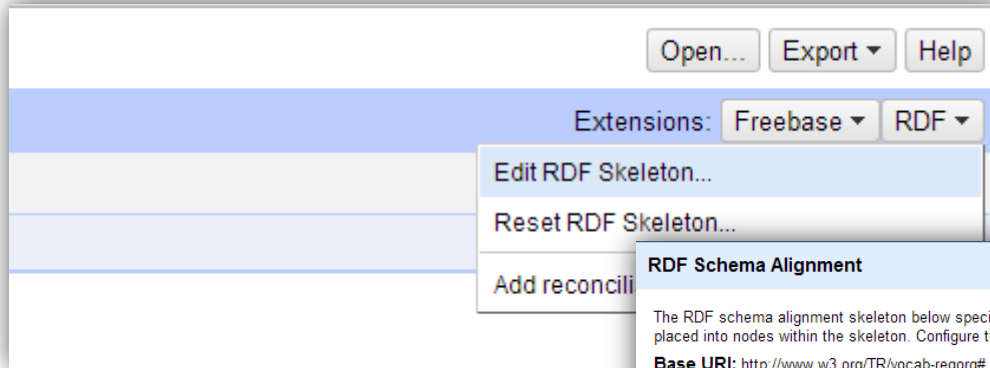 Open... Export Help
Extensions: Freebase RDF
Edit RDF Skeleton...
Reset RDF Skeleton...
Add
RDF Schema Alignment
The RDF schema alignment skeleton below
placed into nodes within the skeleton. Configure
Base URI: http://www.w3.org/TR/vocab-regorg#